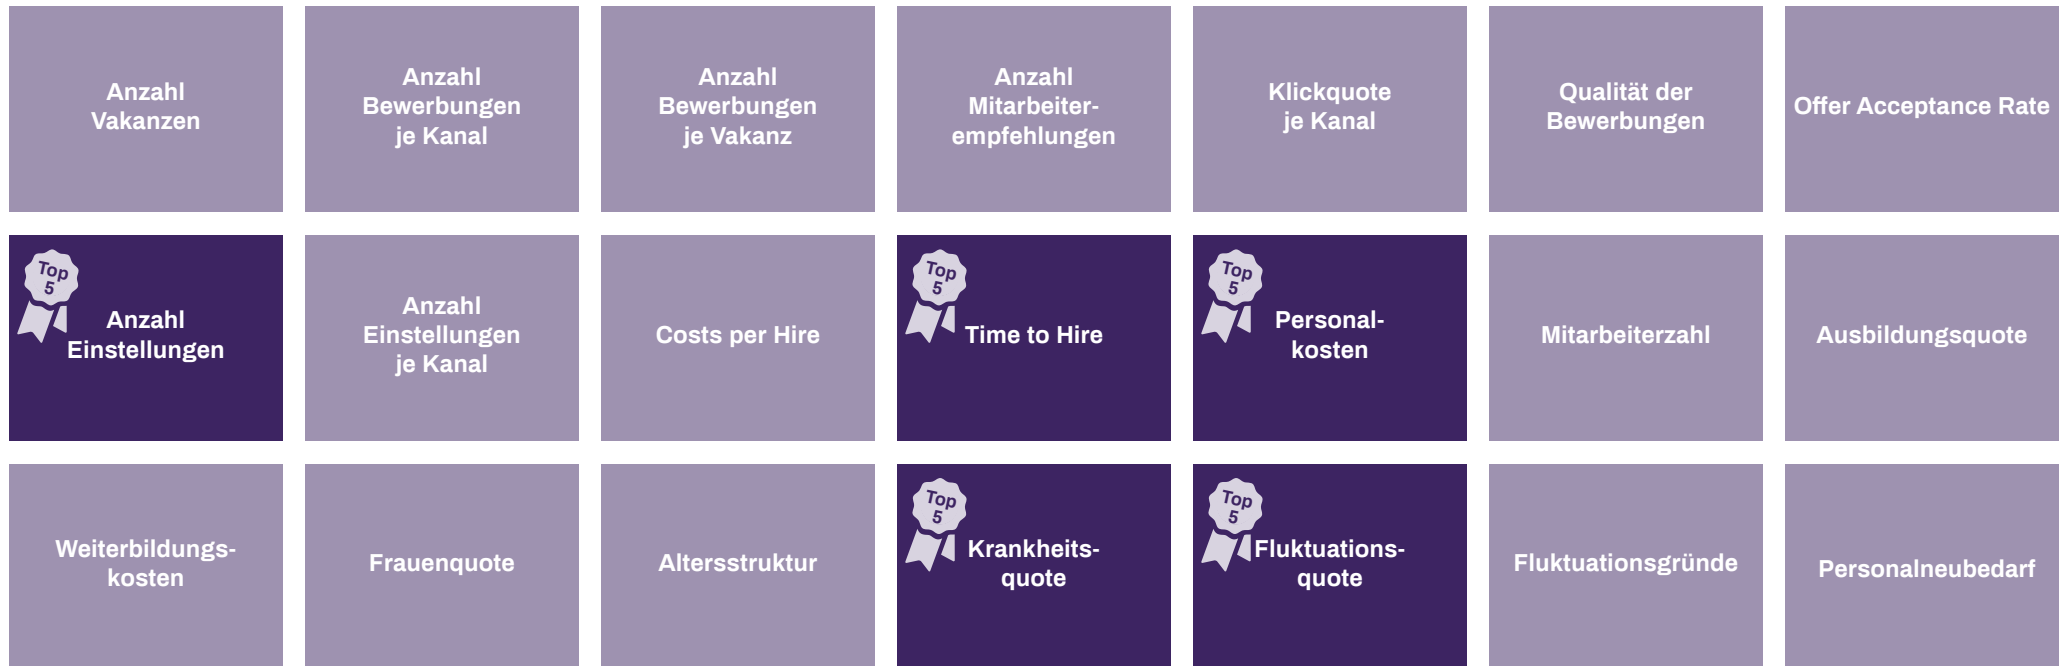 Anzahl
Vakanzen
Anzahl
Bewerbungen
je Kanal
Anzahl
Bewerbungen
je Vakanz
Anzahl
Mitarbeiter-
empfehlungen
Klickquote
je Kanal
Qualität der
Bewerbungen
Offer Acceptance Rate
Top
5
Anzahl
Einstellungen
Anzahl
Einstellungen
je Kanal
Costs per Hire
Top
5
Time to Hire
Top
5
Personal-
kosten
Mitarbeiterzahl
Ausbildungsquote
Weiterbildungs-
kosten
Frauenquote
Altersstruktur
Top
5
Krankheits-
quote
Top
5
Fluktuations-
quote
Fluktuationsgründe
Personalneubedarf